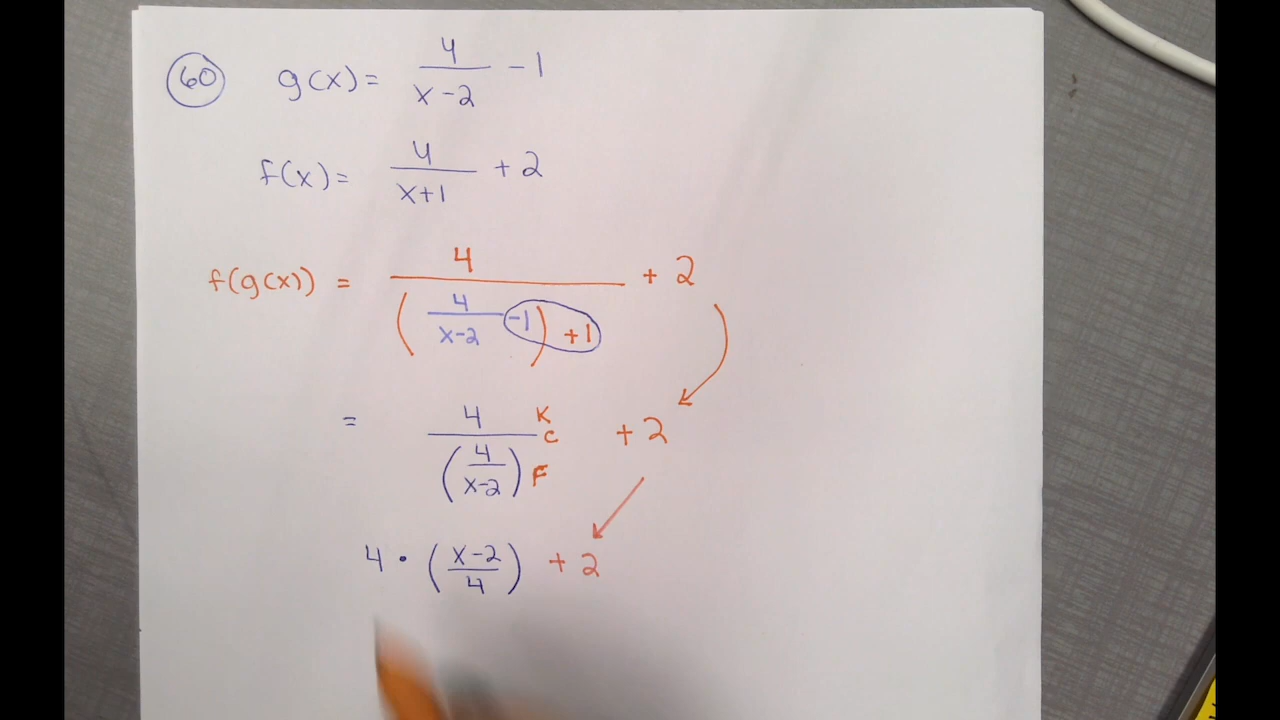 60 g(x) = 4/(x-2) - 1
f(x) = 4/(x+1) + 2
f(g(x)) = 4/((4/(x-2) -1) +1) + 2
= 4/(4/(x-2)) K C F + 2
4 • ((x-2)/4) + 2